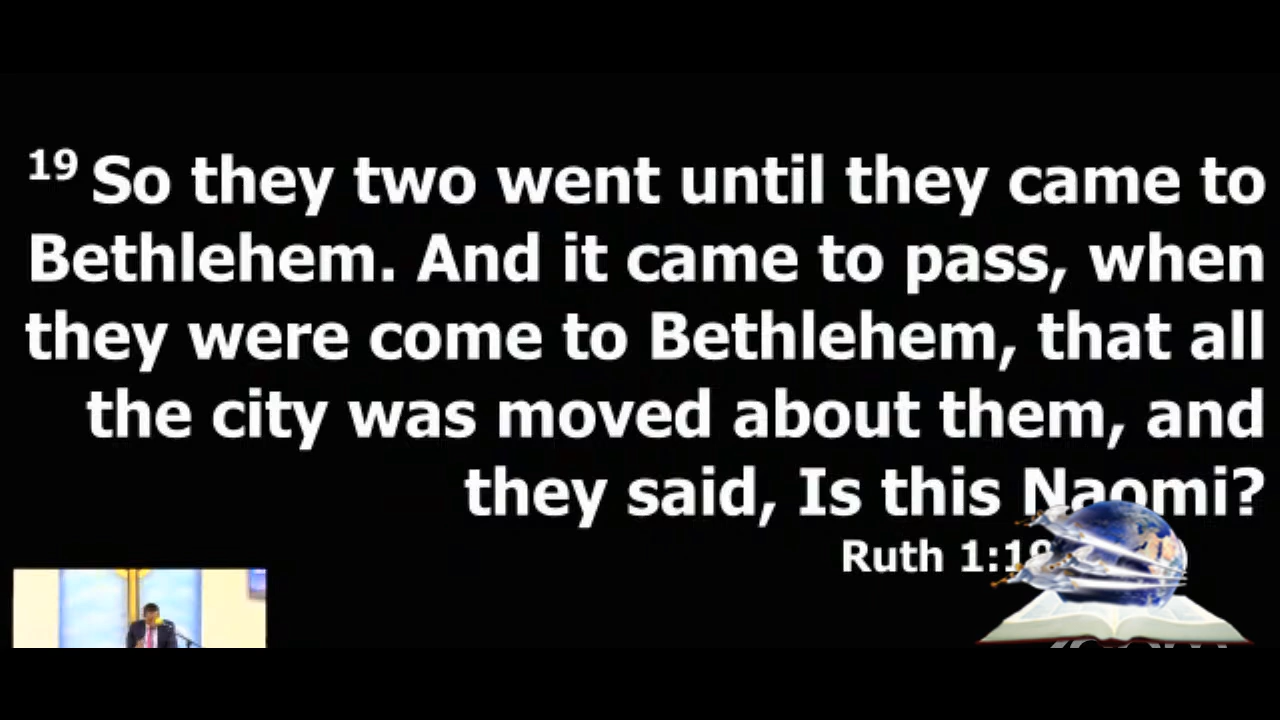 19 So they two went until they came to
Bethlehem. And it came to pass, when
they were come to Bethlehem, that all
the city was moved about them, and
they said, Is this Naomi?
Ruth 1:19